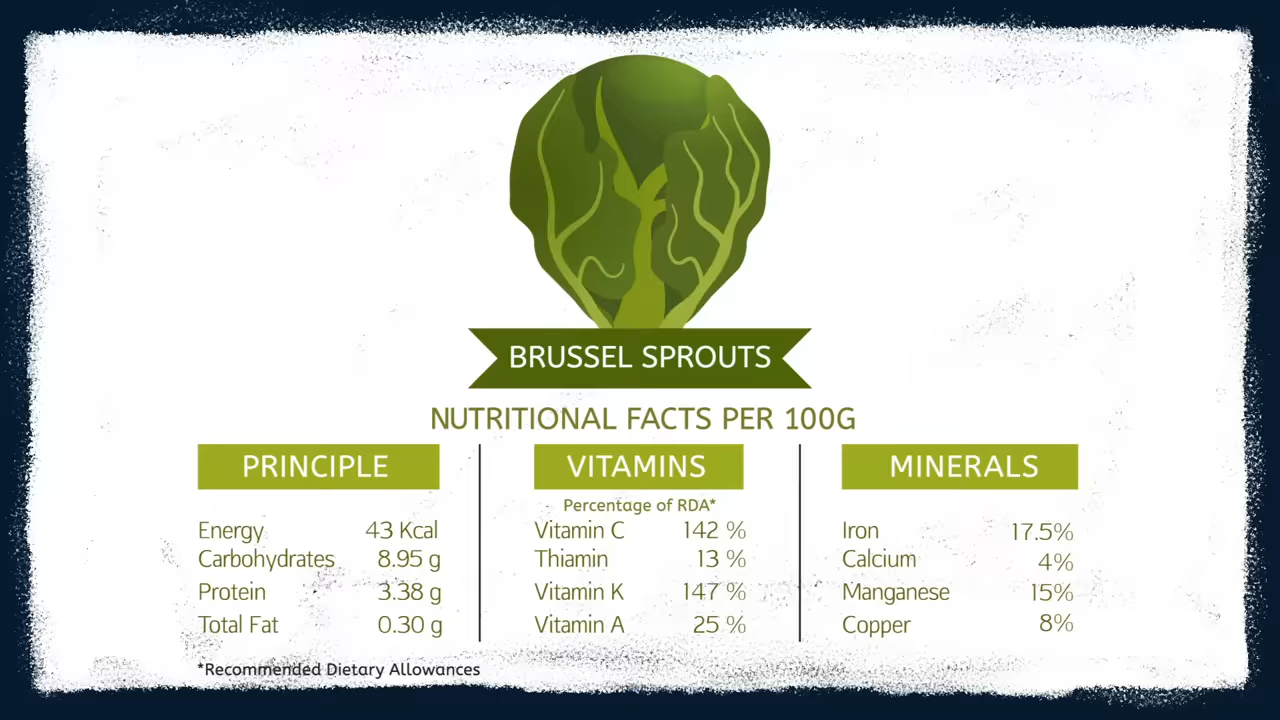 BRUSSEL SPROUTS
NUTRITIONAL FACTS PER 100G
PRINCIPLE
Energy 43 Kcal
Carbohydrates 8.95 g
Protein 3.38 g
Total Fat 0.30 g
VITAMINS
Percentage of RDA*
Vitamin C 142 %
Thiamin 13 %
Vitamin K 147 %
Vitamin A 25 %
MINERALS
Iron 17.5%
Calcium 4%
Manganese 15%
Copper 8%
*Recommended Dietary Allowances